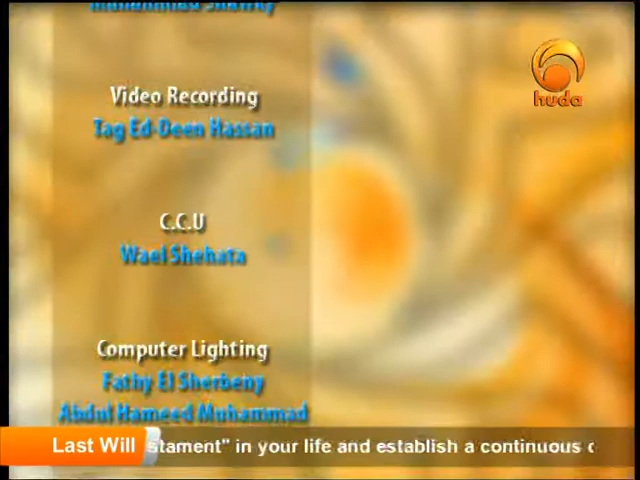 Video Recording
Tag Ed-Deen Hassan
C.C.U
Wael Shehata
Computer Lighting
Fathy El Sherbeny
Abdul Hameed Muhammad
huda
Last Will
stament" in your life and establish a continuous